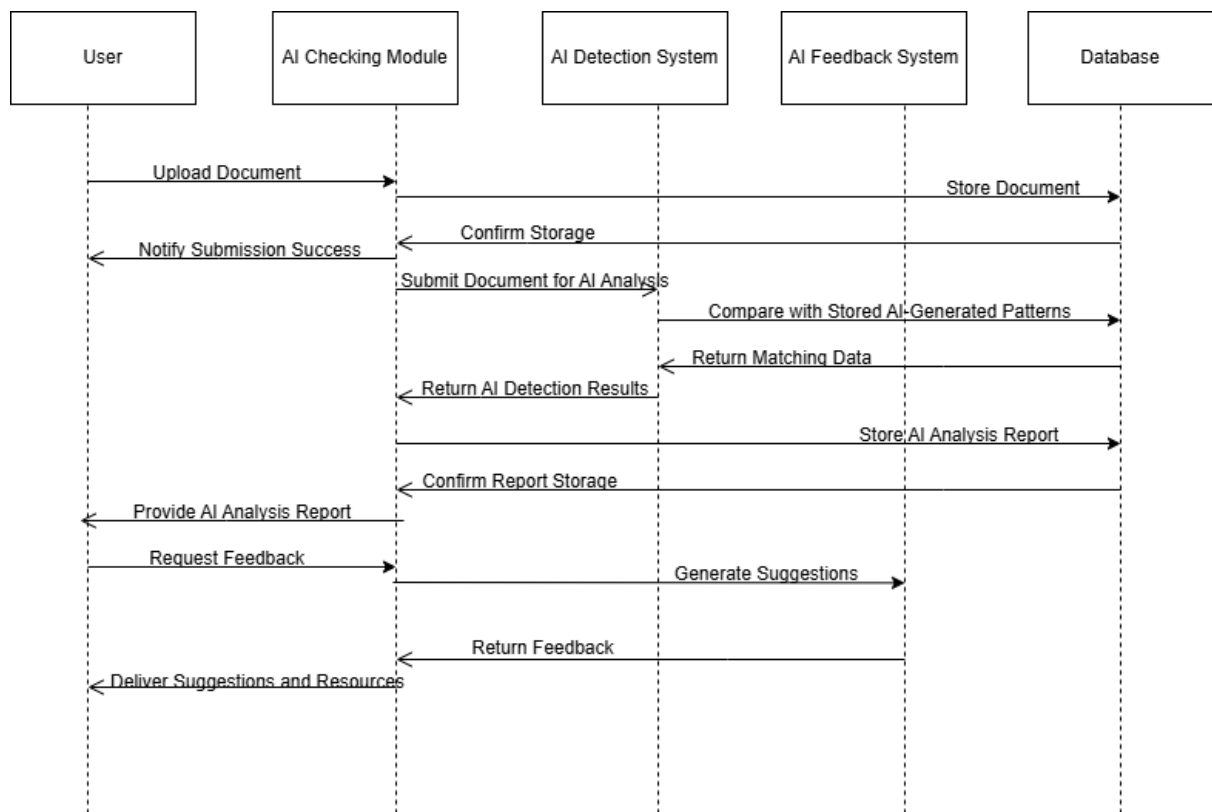 User
AI Checking Module
AI Detection System
AI Feedback System
Database
Upload Document
Store Document
Confirm Storage
Notify Submission Success
Submit Document for AI Analysis
Compare with Stored AI-Generated Patterns
Return Matching Data
Return AI Detection Results
Store AI Analysis Report
Confirm Report Storage
Provide AI Analysis Report
Request Feedback
Generate Suggestions
Return Feedback
Deliver Suggestions and Resources